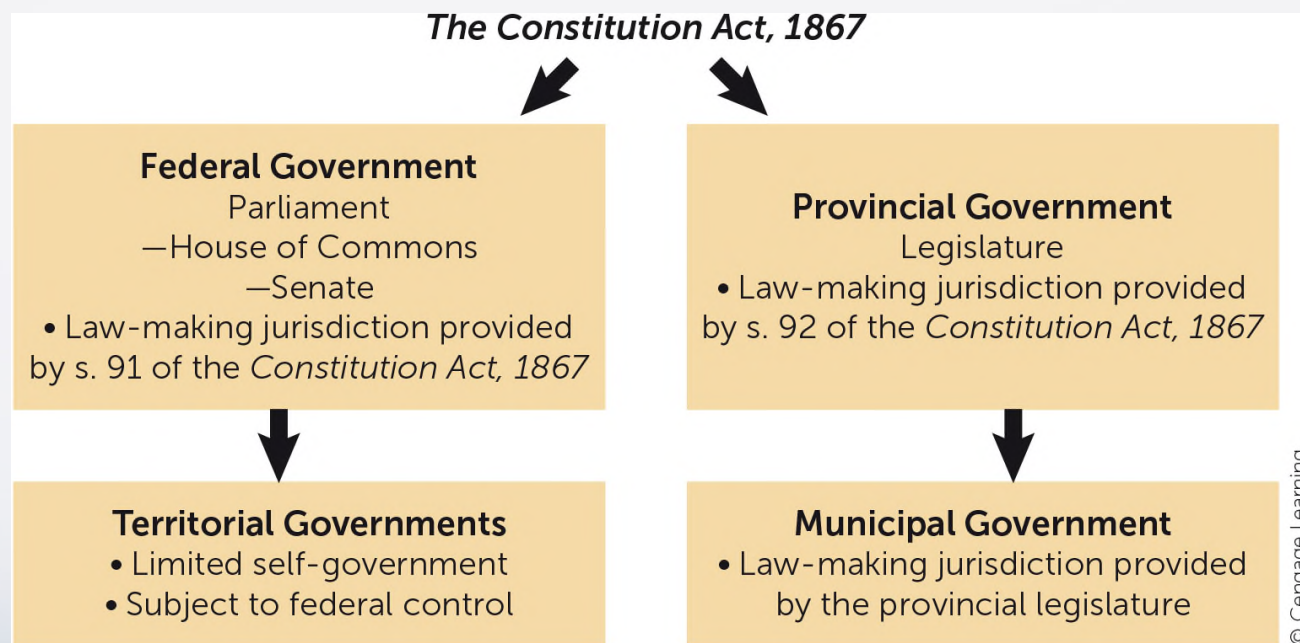 The Constitution Act, 1867
Federal Government
Parliament
—House of Commons
—Senate
• Law-making jurisdiction provided
by s. 91 of the Constitution Act, 1867
Provincial Government
Legislature
• Law-making jurisdiction provided
by s. 92 of the Constitution Act, 1867
Territorial Governments
• Limited self-government
• Subject to federal control
Municipal Government
• Law-making jurisdiction provided
by the provincial legislature
© Cengage Learning